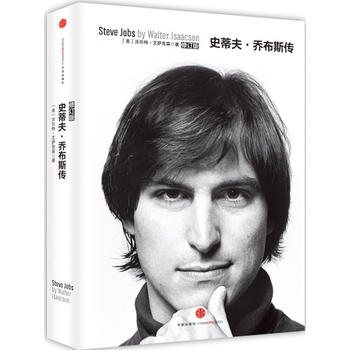 Steve Jobs by Walter Isaacson
[美]沃尔特·艾萨克森 著
修订版
史蒂夫·乔布斯传
修订版
史蒂夫·乔布斯传
[美]沃尔特·艾萨克森 著
Steve Jobs
by Walter
Isaacson
中信出版社